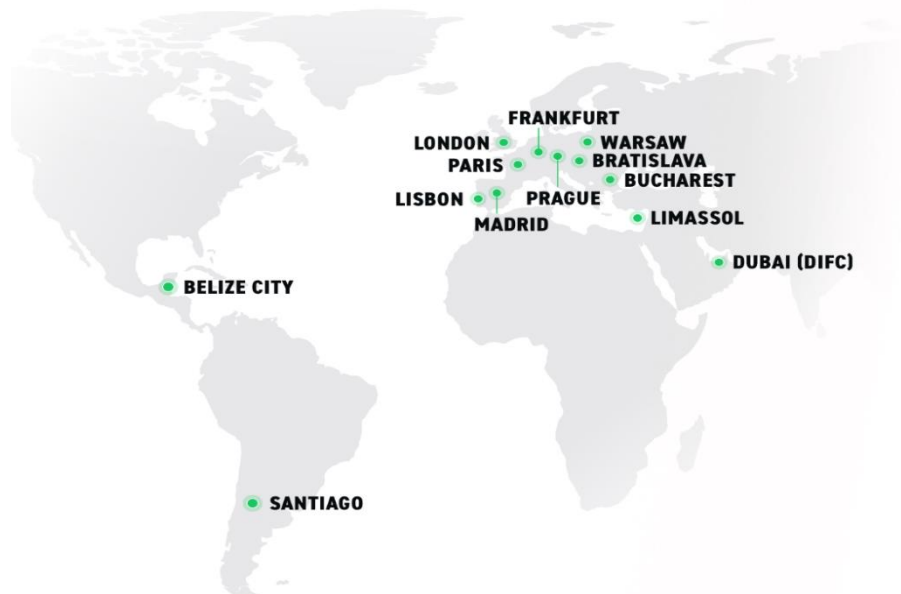 FRANKFURT
LONDON
WARSAW
PARIS
BRATISLAVA
BUCHAREST
LISBON
PRAGUE
MADRID
LIMASSOL
DUBAI (DIFC)
BELIZE CITY
SANTIAGO